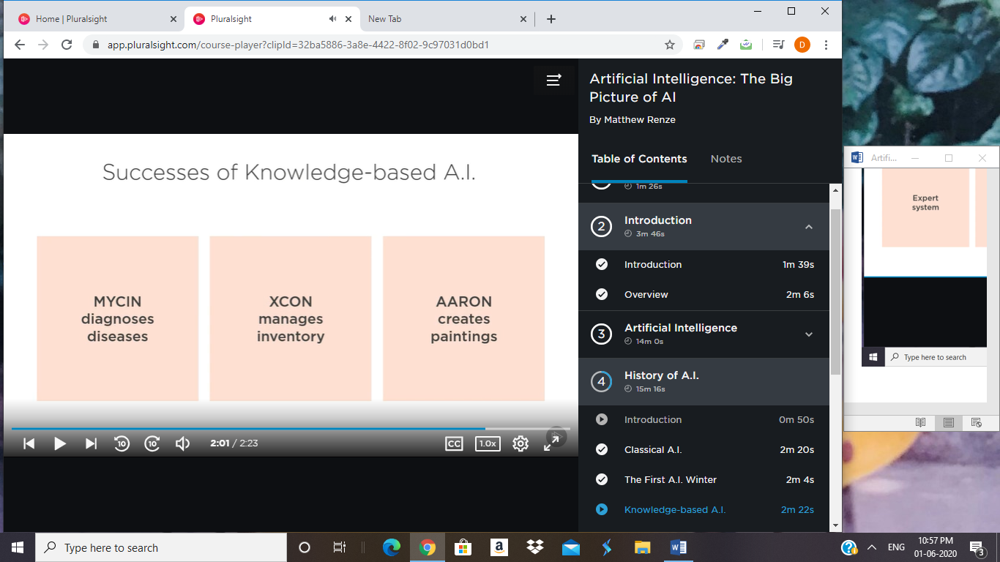 Home | Pluralsight
Pluralsight
New Tab
app.pluralsight.com/course-player?clipId=32ba5886-3a8e-4422-8f02-9c97031d0bd1
D
Successes of Knowledge-based A.I.
MYCIN
diagnoses
diseases
XCON
manages
inventory
AARON
creates
paintings
10
10
2:01 / 2:23
CC
1.0x
Artificial Intelligence: The Big
Picture of AI
By Matthew Renze
Table of Contents
Notes
1m 26s
2
Introduction
3m 46s
Introduction 1m 39s
Overview 2m 6s
3
Artificial Intelligence
14m 0s
4
History of A.I.
15m 16s
Introduction 0m 50s
Classical A.I. 2m 20s
The First A.I. Winter 2m 4s
Knowledge-based A.I. 2m 22s
Artifi...
Expert
system
Type here to search
Type here to search
ENG
10:57 PM
01-06-2020
3